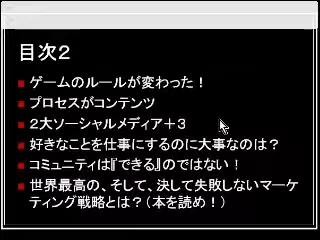 目次２
ゲームのルールが変わった！
プロセスがコンテンツ
２大ソーシャルメディア＋３
好きなことを仕事にするのに大事なのは？
コミュニティは『できる』のではない！
世界最高の、そして、決して失敗しないマーケ
ティング戦略とは？（本を読め！）